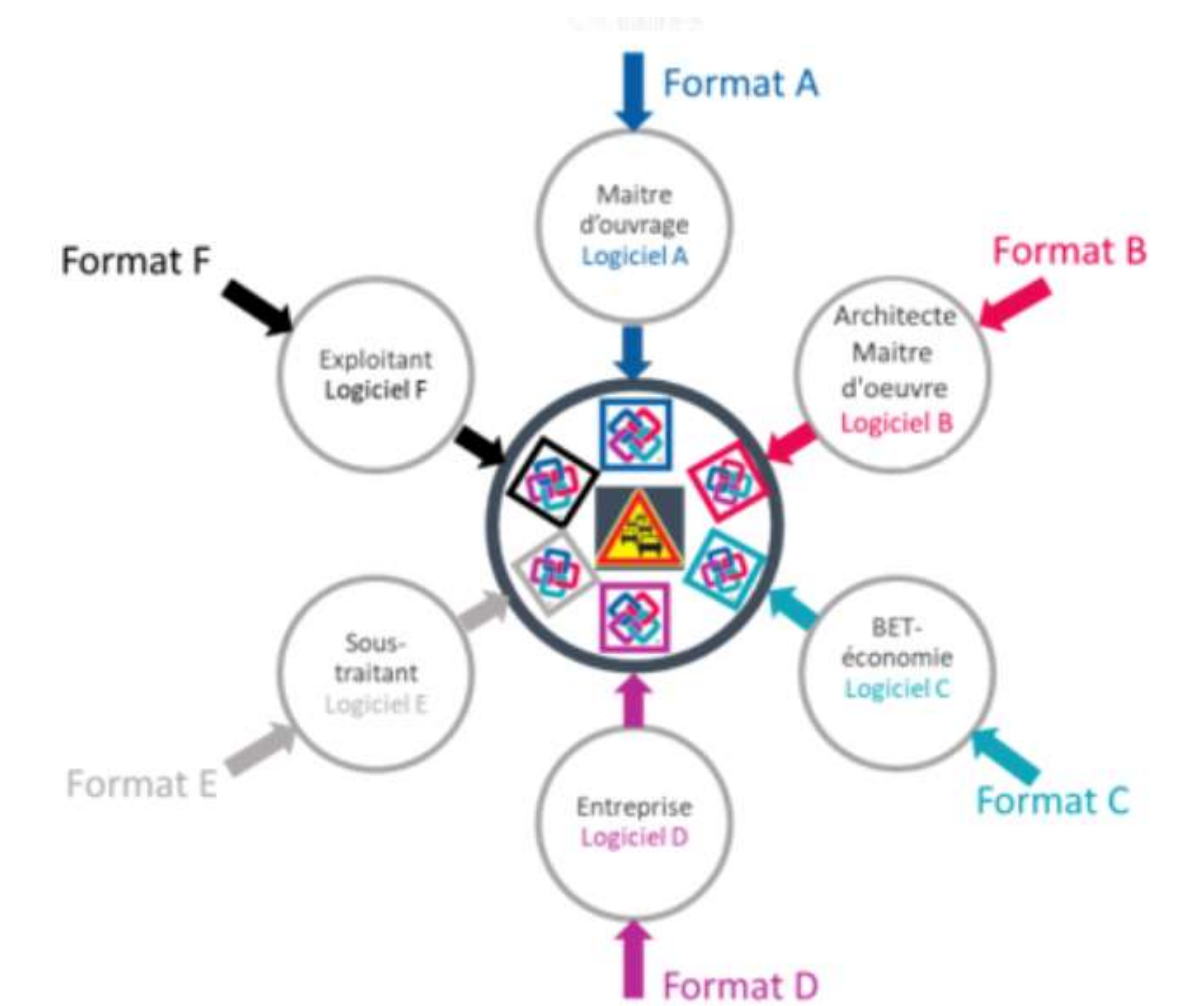 Format A
Maitre
d'ouvrage
Logiciel A
Format B
Architecte
Maitre
d'oeuvre
Logiciel B
Format F
Exploitant
Logiciel F
BET-
économie
Logiciel C
Format C
Sous-
traitant
Logiciel E
Format E
Entreprise
Logiciel D
Format D